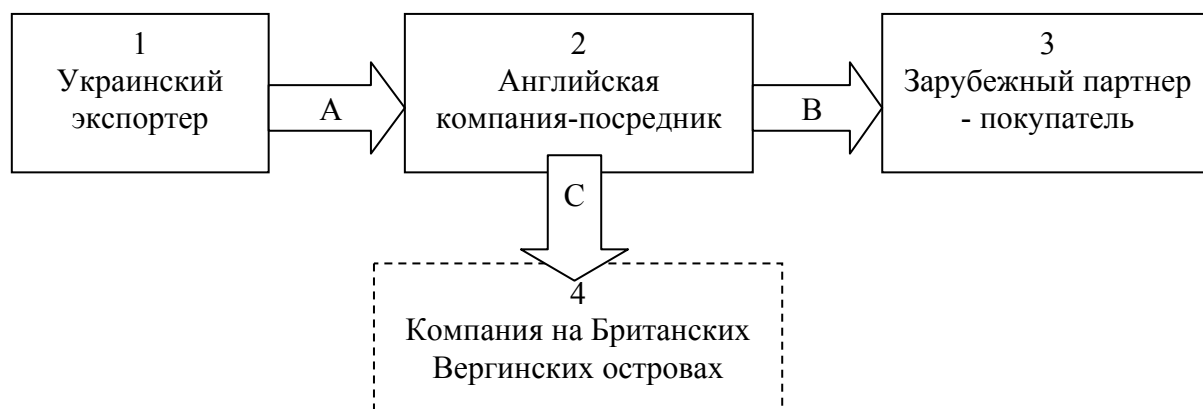 1
Украинский
экспортер
А
2
Английская
компания-посредник
В
3
Зарубежный партнер
- покупатель
С
4
Компания на Британских
Вергинских островах